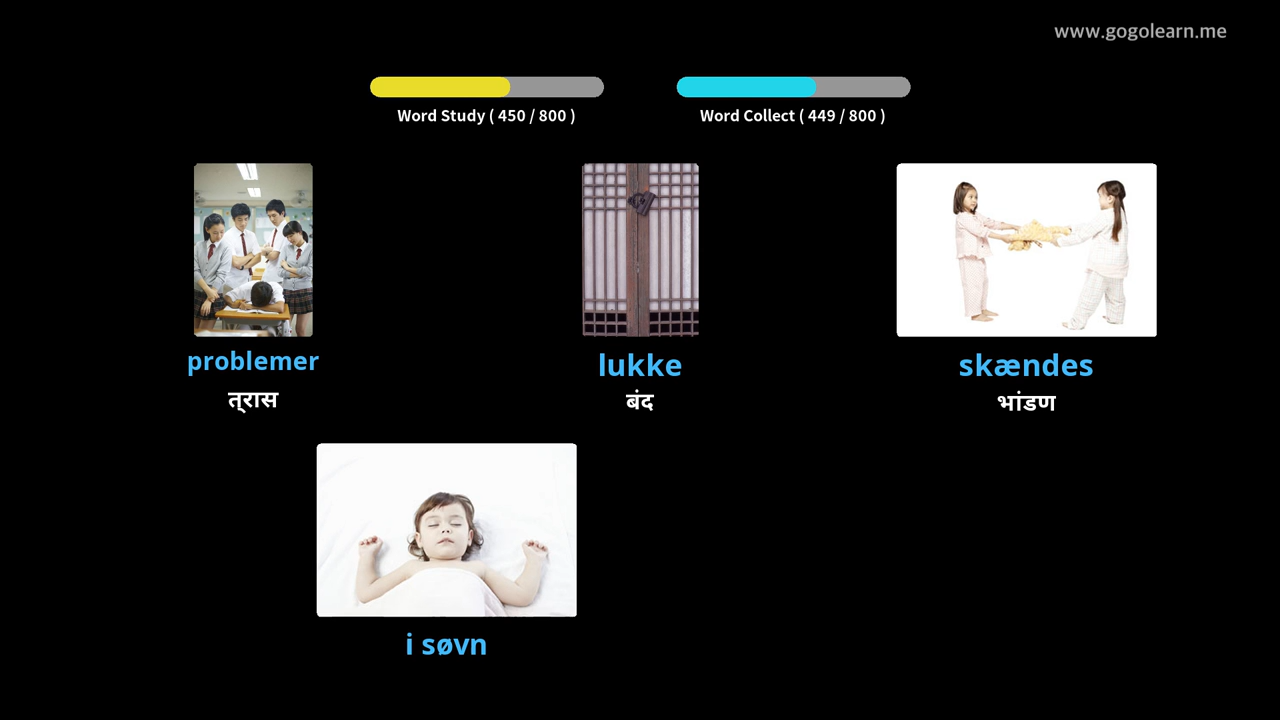 www.gogolearn.me
Word Study ( 450 / 800 )
Word Collect ( 449 / 800 )
problemer
त्रास
lukke
बंद
skændes
भांडण
i søvn